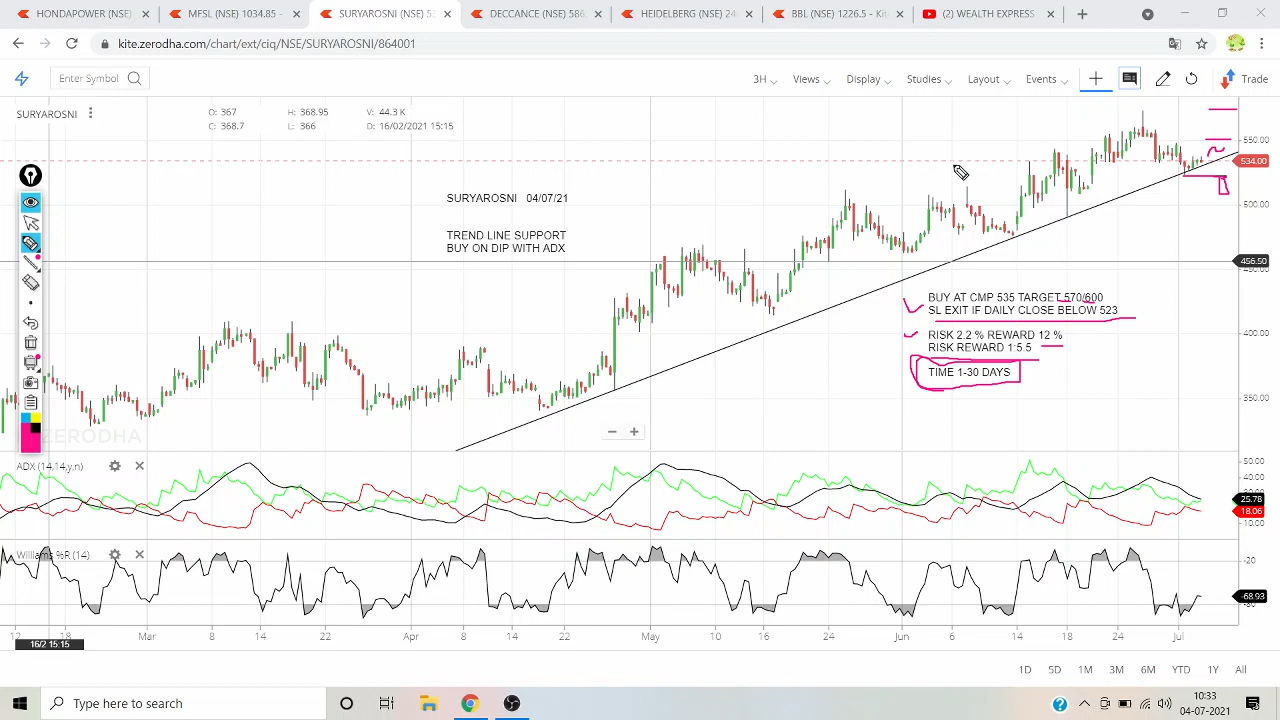 HONDAPOWER (NSE)
MFSL (NSE) 1034.85 -
SURYAROSNI (NSE) 53
DECCANCE (NSE) 586
HEIDELBERG (NSE) 24
BBL (NSE) 1226.5 - Kite
(2) WEALTH EXPRESS
kite.zerodha.com/chart/ext/ciq/NSE/SURYAROSNI/864001
Enter Symbol
3H Views Display Studies Layout Events Trade
SURYAROSNI
O: 367 H: 368.95 V: 44.3 K
C: 368.7 L: 366 D: 16/02/2021 15:15
550.00
534.00
SURYAROSNI 04/07/21
500.00
TREND LINE SUPPORT
BUY ON DIP WITH ADX
456.50
450.00
BUY AT CMP 535 TARGET 570/600
SL EXIT IF DAILY CLOSE BELOW 523
RISK 2.2 % REWARD 12 %
RISK REWARD 1:5.5
400.00
TIME 1-30 DAYS
350.00
ZERODHA
ADX (14,14,y,n)
50.00
40.00
25.78
18.06
10.00
Williams %R (14)
-20
-68.93
12 18 Mar 8 14 22 Apr 8 14 22 May 10 16 24 Jun 6 14 18 24 Jul
16/2 15:15
1D 5D 1M 3M 6M YTD 1Y All
Type here to search
10:33
04-07-2021